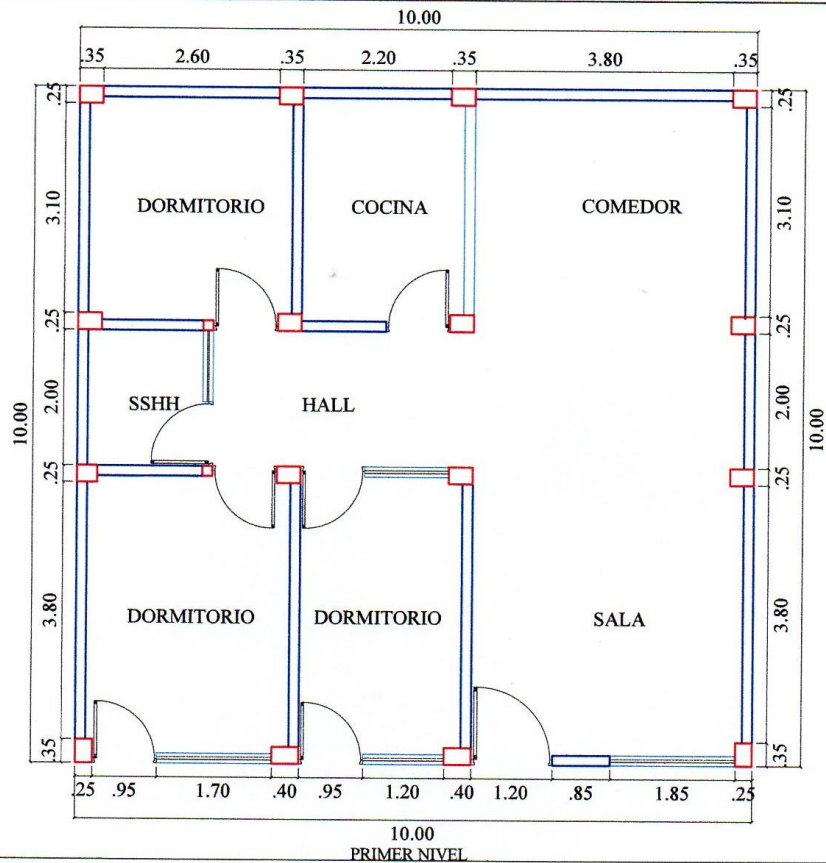 10.00
.35 2.60 .35 2.20 .35 3.80 .35
.25 .25
3.10 DORMITORIO COCINA COMEDOR 3.10
.25 .25
10.00 2.00 SSHH HALL 2.00 10.00
.25 .25
3.80 DORMITORIO DORMITORIO SALA 3.80
.35 .35
.25 .95 1.70 .40 .95 1.20 .40 1.20 .85 1.85 .25
10.00
PRIMER NIVEL